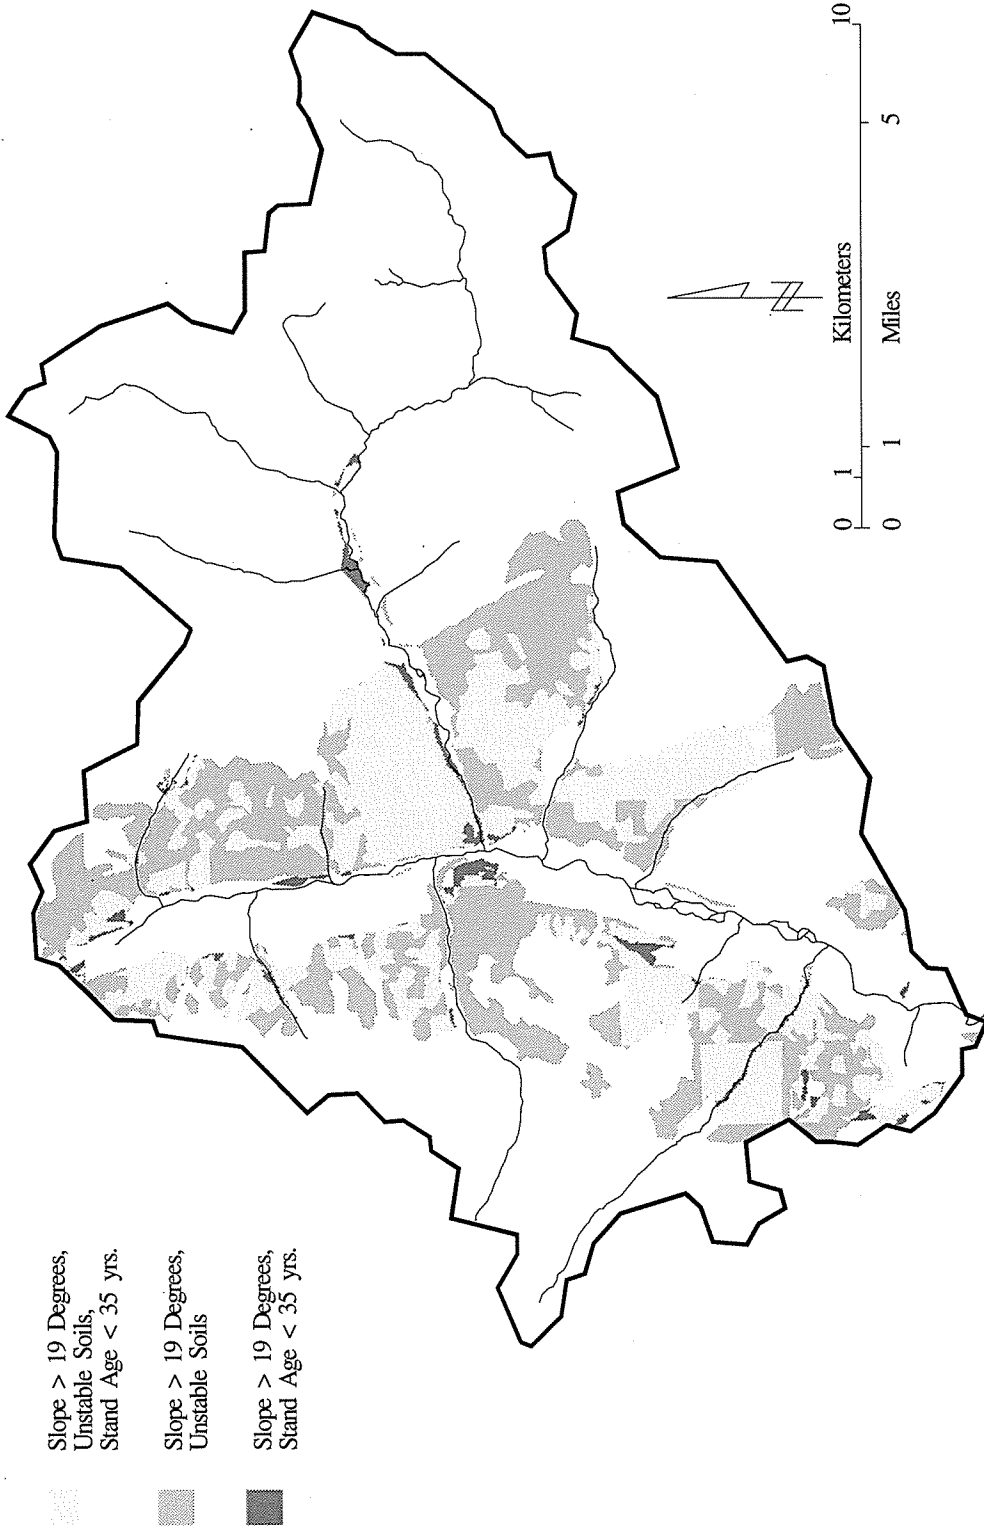 Slope > 19 Degrees,
Unstable Soils,
Stand Age < 35 yrs.
Slope > 19 Degrees,
Unstable Soils
Slope > 19 Degrees,
Stand Age < 35 yrs.
N
0 1 Kilometers 10
0 1 Miles 5